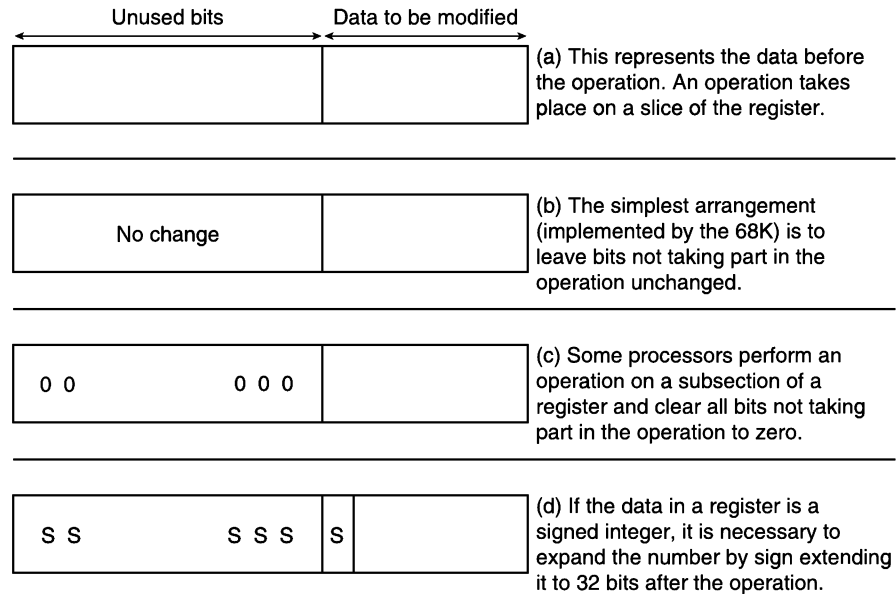 Unused bits
Data to be modified
(a) This represents the data before
the operation. An operation takes
place on a slice of the register.
No change
(b) The simplest arrangement
(implemented by the 68K) is to
leave bits not taking part in the
operation unchanged.
0 0
0 0 0
(c) Some processors perform an
operation on a subsection of a
register and clear all bits not taking
part in the operation to zero.
S S
S S S
S
(d) If the data in a register is a
signed integer, it is necessary to
expand the number by sign extending
it to 32 bits after the operation.